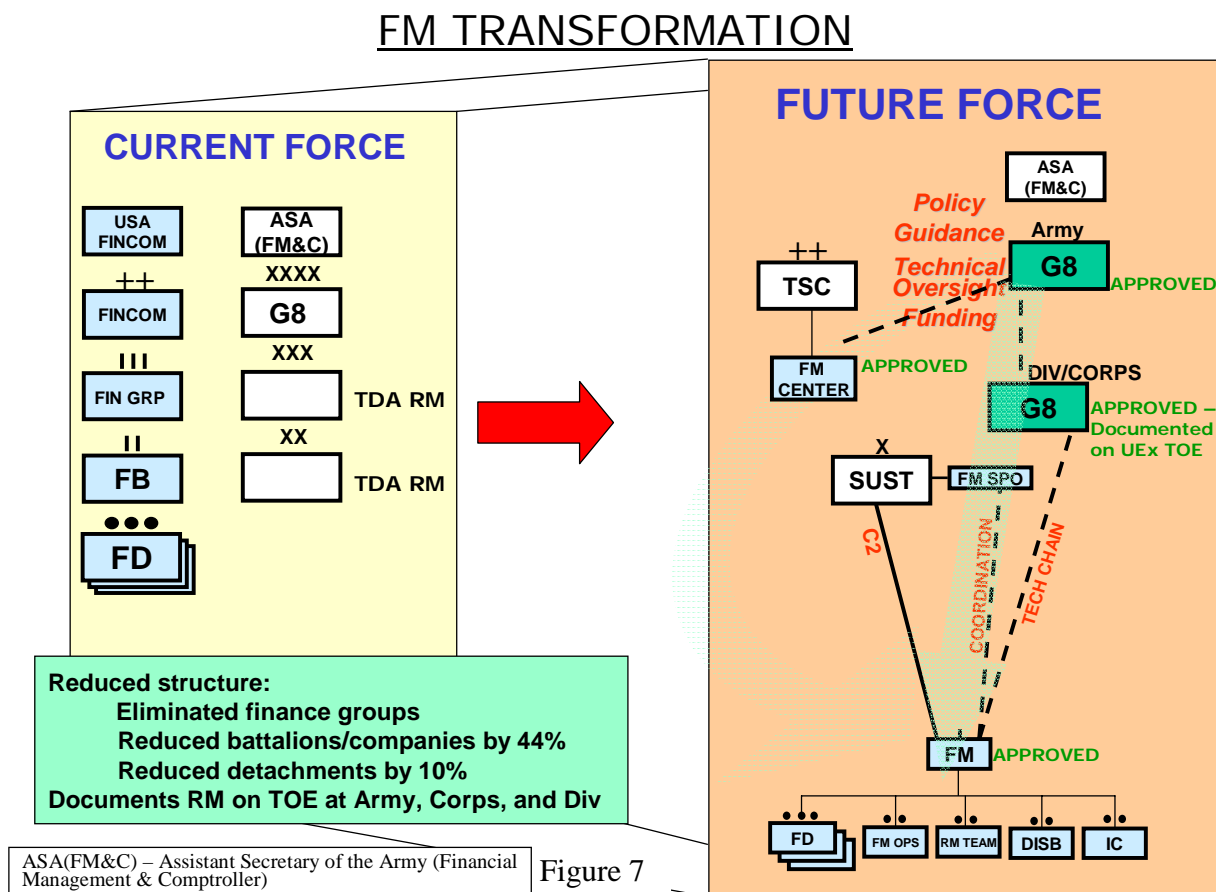 FM TRANSFORMATION
CURRENT FORCE
USA
FINCOM
ASA
(FM&C)
++
XXXX
FINCOM
G8
III
XXX
FIN GRP
TDA RM
II
XX
FB
TDA RM
FD
Reduced structure:
Eliminated finance groups
Reduced battalions/companies by 44%
Reduced detachments by 10%
Documents RM on TOE at Army, Corps, and Div
ASA(FM&C) – Assistant Secretary of the Army (Financial
Management & Comptroller)
Figure 7
FUTURE FORCE
ASA
(FM&C)
Policy
Guidance
Technical
Oversight
Funding
Army
G8
APPROVED
++
TSC
FM
CENTER
APPROVED
DIV/CORPS
G8
APPROVED –
Documented
on UEx TOE
X
SUST
FM SPO
C2
COORDINATION
TECH CHAIN
FM
APPROVED
FD
FM OPS
RM TEAM
DISB
IC